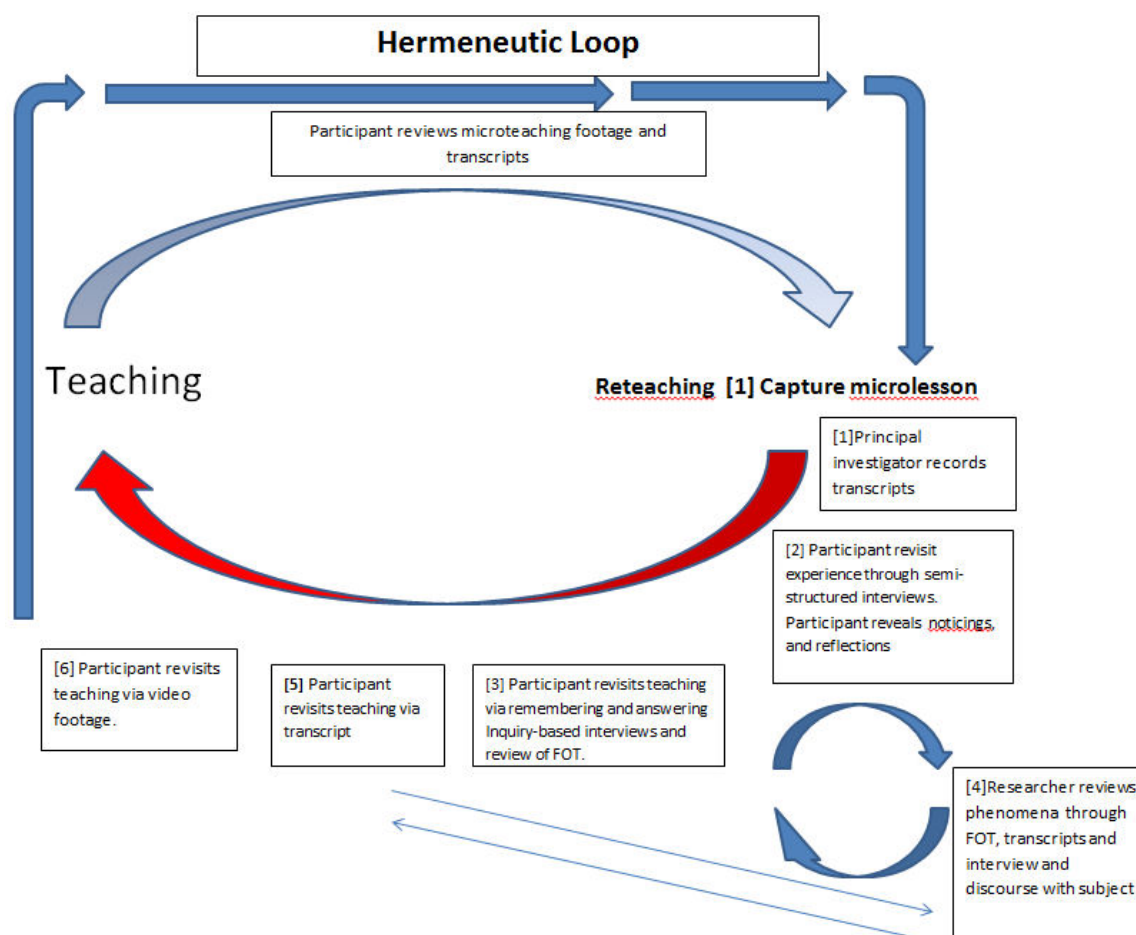 Hermeneutic Loop
Participant reviews microteaching footage and
transcripts
Teaching
Reteaching [1] Capture microlesson
[1]Principal
investigator records
transcripts
[2] Participant revisit
experience through semi-
structured interviews.
Participant reveals noticings,
and reflections
[6] Participant revisits
teaching via video
footage.
[5] Participant
revisits teaching via
transcript
[3] Participant revisits teaching
via remembering and answering
Inquiry-based interviews and
review of FOT.
[4]Researcher reviews
phenomena through
FOT, transcripts and
interview and
discourse with subject